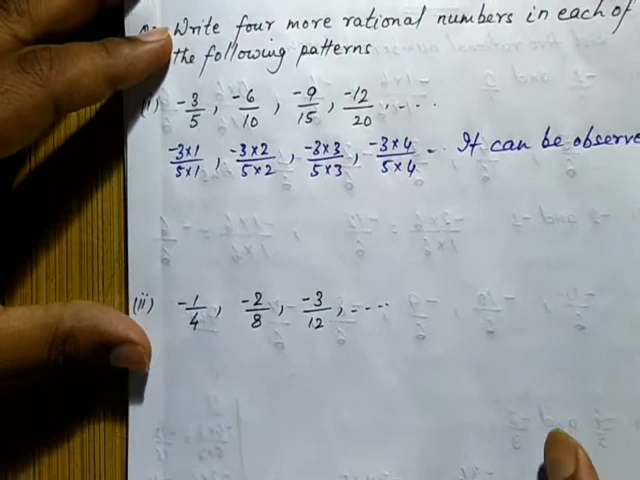 Write four more rational numbers in each of
the following patterns
(i) -3/5, -6/10, -9/15, -12/20, ....
-3×1/5×1, -3×2/5×2, -3×3/5×3, -3×4/5×4. It can be observe
(ii) -1/4, -2/8, -3/12, ....